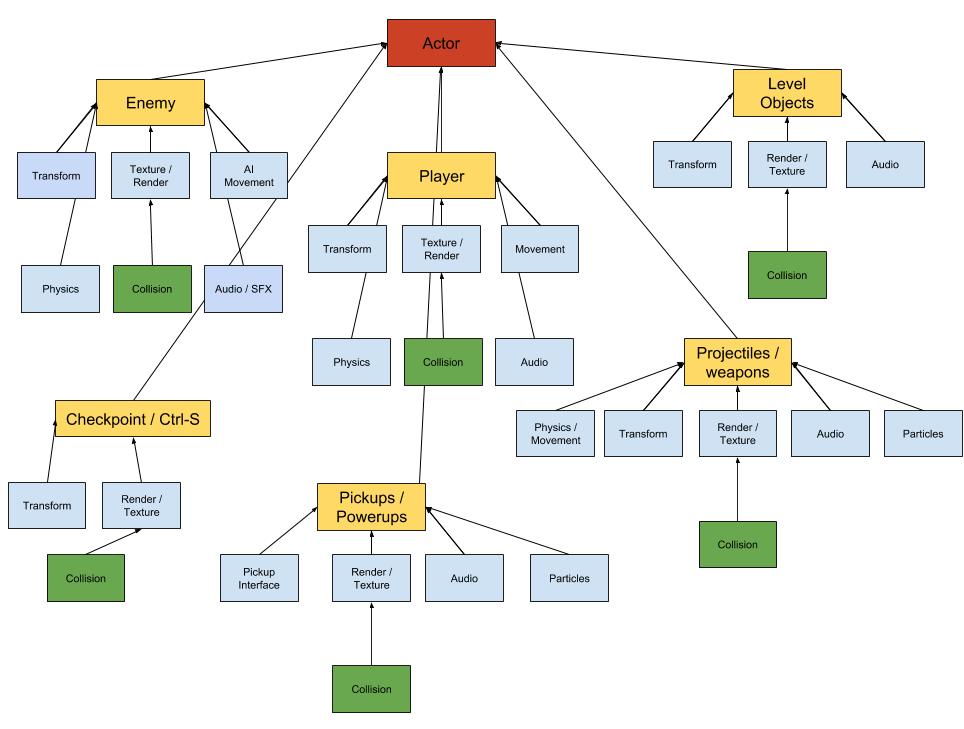 Actor
Enemy
Level
Objects
Transform
Texture /
Render
AI
Movement
Player
Transform
Render /
Texture
Audio
Transform
Texture /
Render
Movement
Physics
Collision
Audio / SFX
Collision
Physics
Collision
Audio
Projectiles /
weapons
Checkpoint / Ctrl-S
Physics /
Movement
Transform
Render /
Texture
Audio
Particles
Transform
Render /
Texture
Pickups /
Powerups
Collision
Collision
Pickup
Interface
Render /
Texture
Audio
Particles
Collision